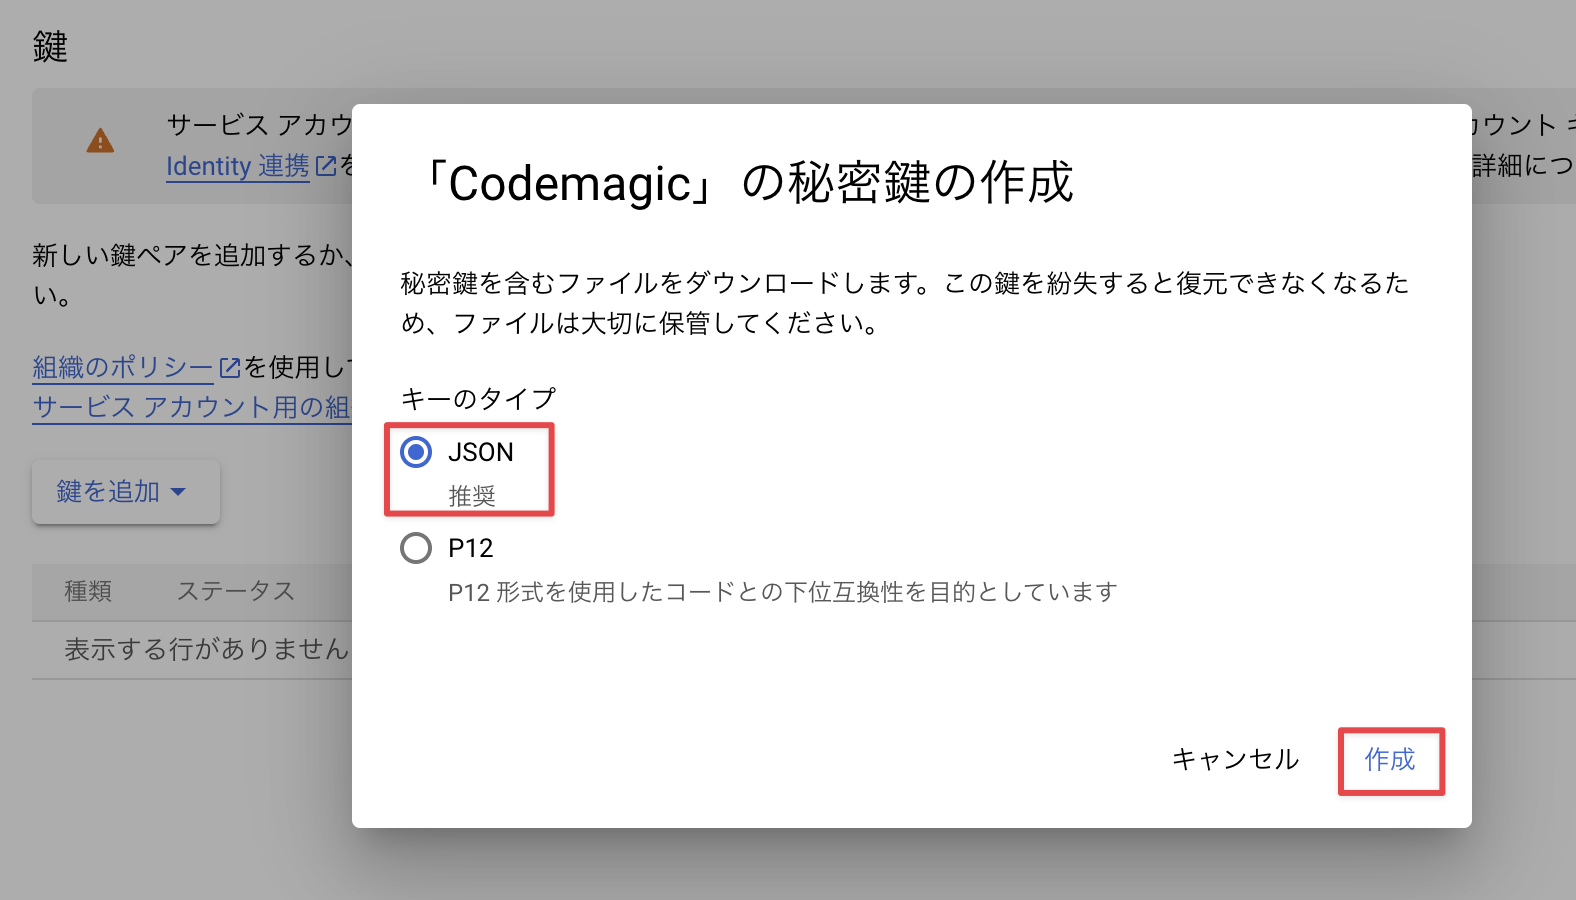 鍵
サービス アカウ
カウント キ
Identity 連携
を
詳細につ
新しい鍵ペアを追加するか、
い。
組織のポリシー
を使用して
サービス アカウント用の組
鍵を追加
種類 ステータス
表示する行がありません
「Codemagic」 の秘密鍵の作成
秘密鍵を含むファイルをダウンロードします。この鍵を紛失すると復元できなくなるた
め、ファイルは大切に保管してください。
キーのタイプ
JSON
推奨
P12
P12 形式を使用したコードとの下位互換性を目的としています
キャンセル 作成